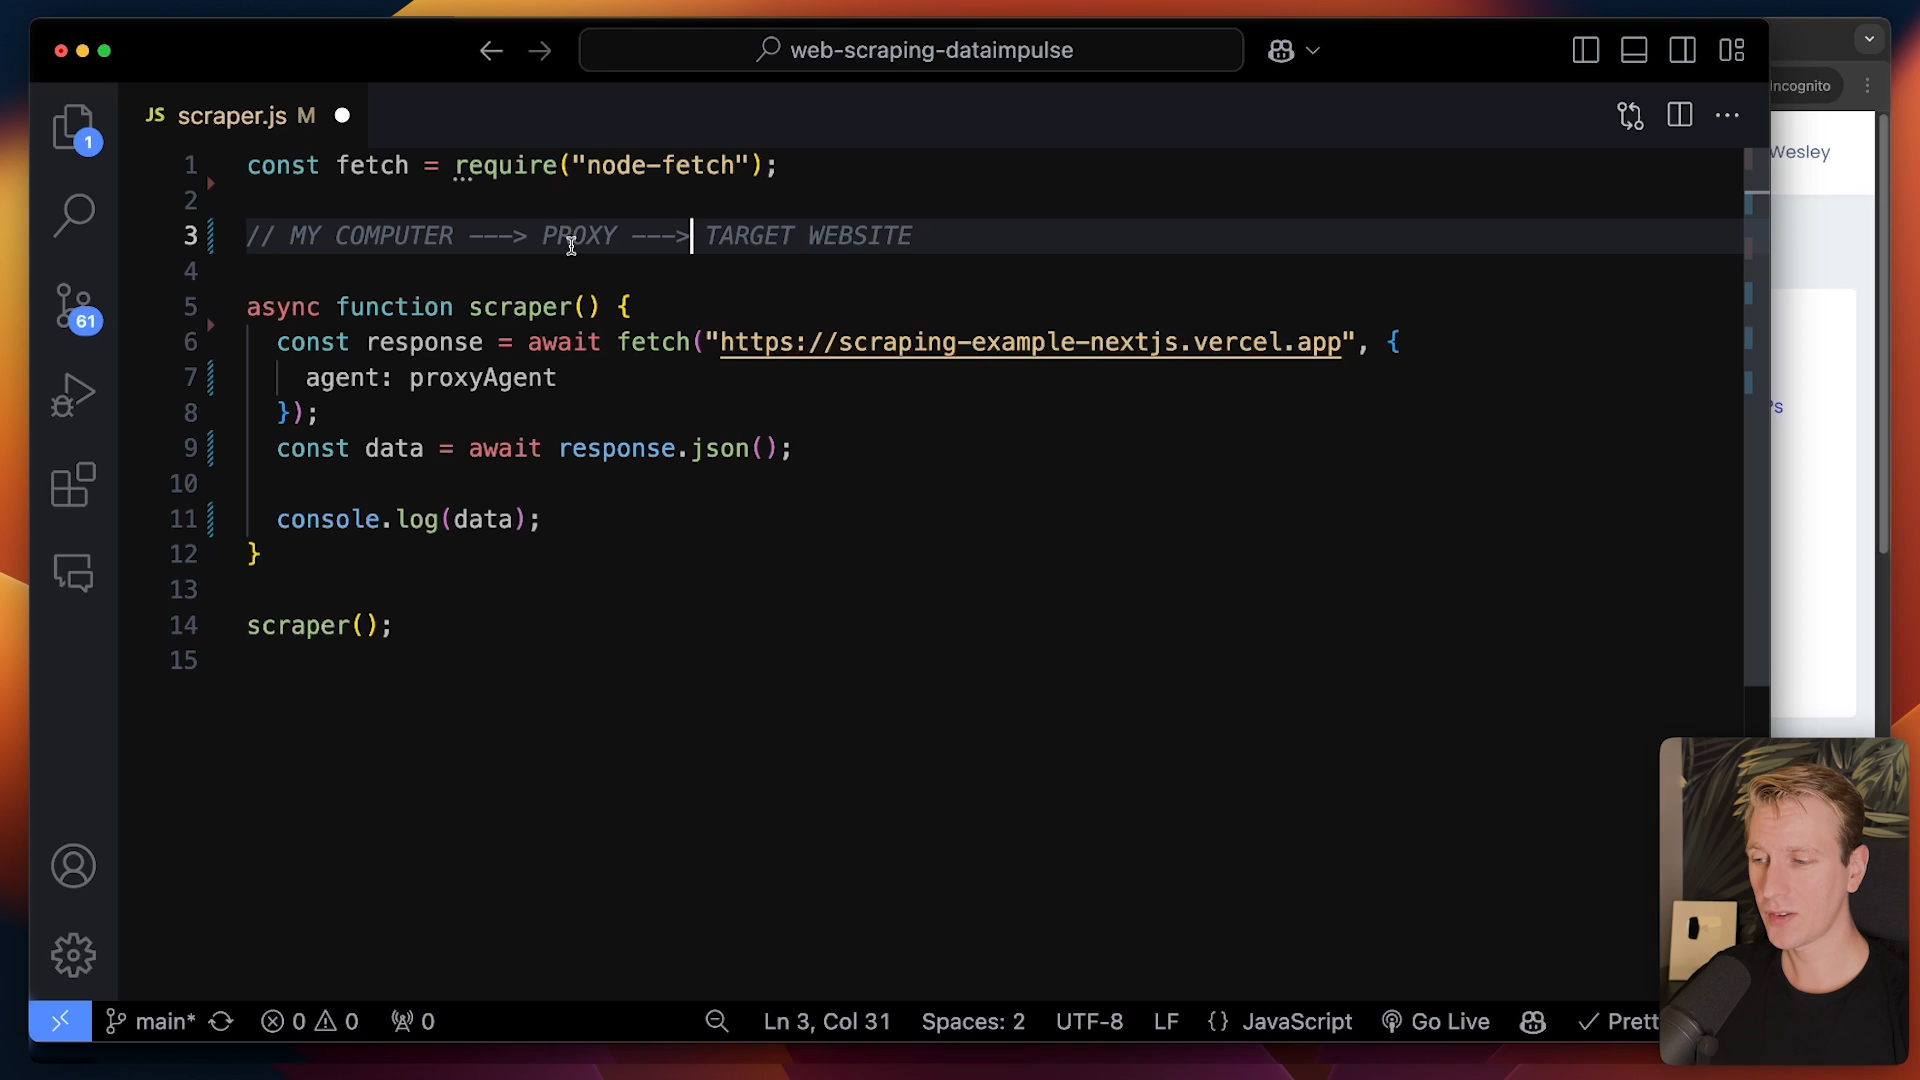 web-scraping-dataimpulse
Incognito
JS scraper.js M
1
Wesley
1 const fetch = require("node-fetch");
2
3 // MY COMPUTER ---> PROXY ---> TARGET WEBSITE
4
5 async function scraper() {
6 const response = await fetch("https://scraping-example-nextjs.vercel.app", {
7 agent: proxyAgent
8 });
9 const data = await response.json();
10
11 console.log(data);
12 }
13
14 scraper();
15
61
main* 0 0 0 Ln 3, Col 31 Spaces: 2 UTF-8 LF {} JavaScript Go Live